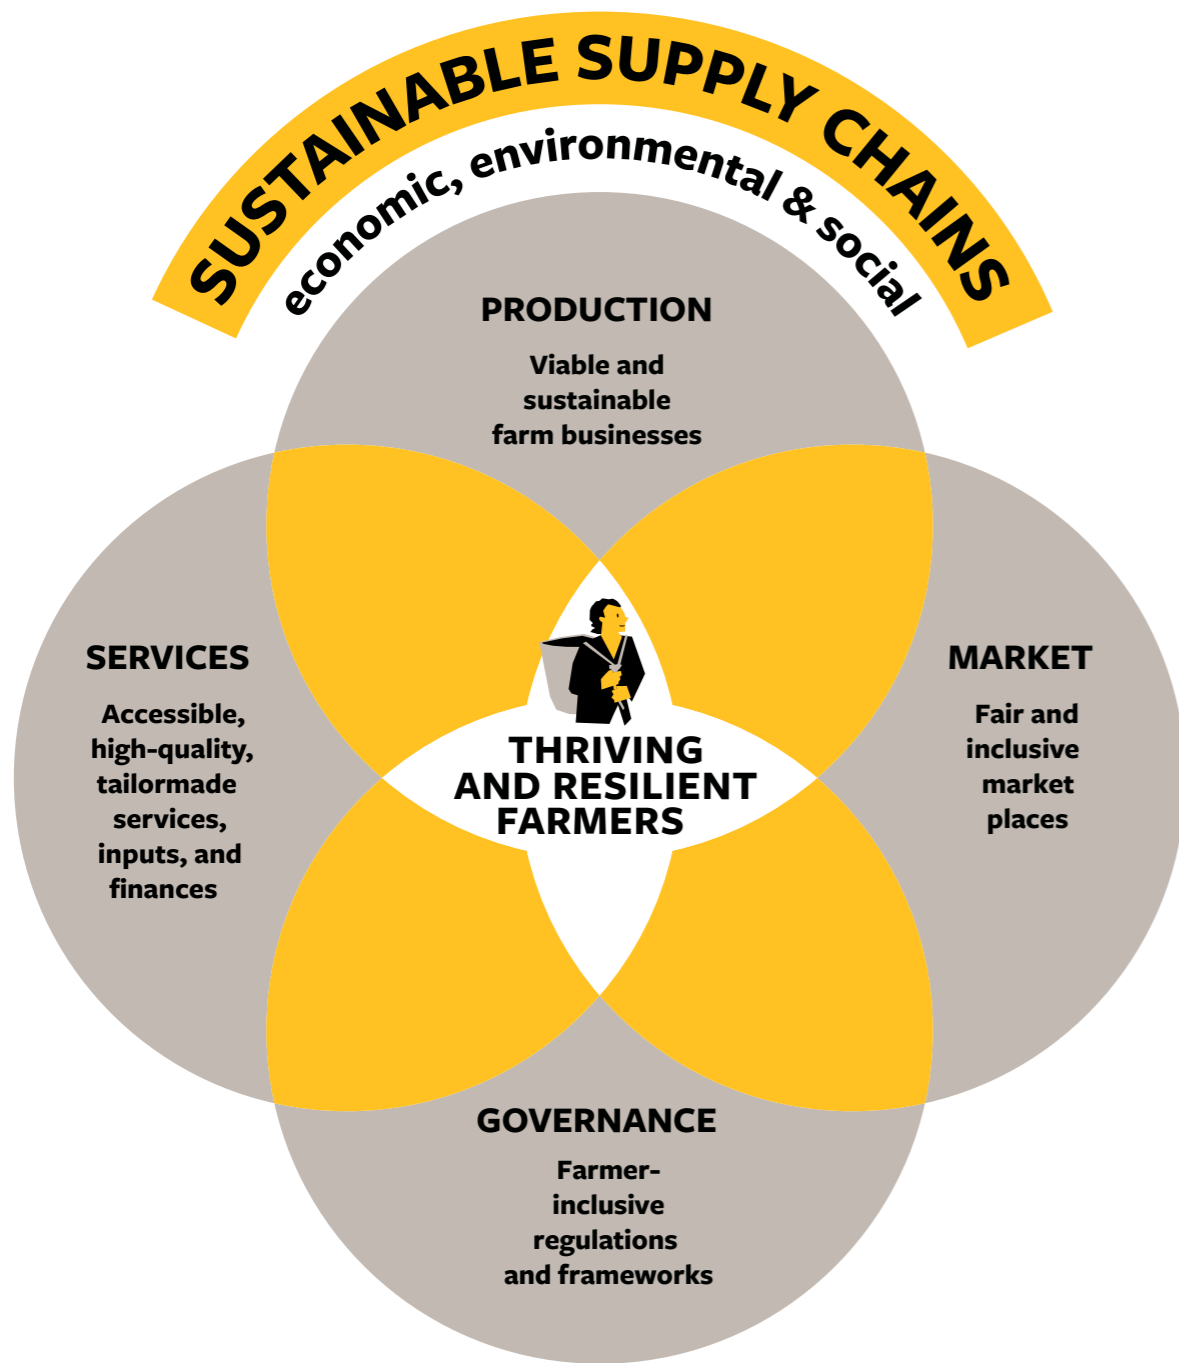 SUSTAINABLE SUPPLY CHAINS
economic, environmental & social
PRODUCTION
Viable and
sustainable
farm businesses
SERVICES
Accessible,
high-quality,
tailormade
services,
inputs, and
finances
THRIVING
AND RESILIENT
FARMERS
MARKET
Fair and
inclusive
market
places
GOVERNANCE
Farmer-
inclusive
regulations
and frameworks